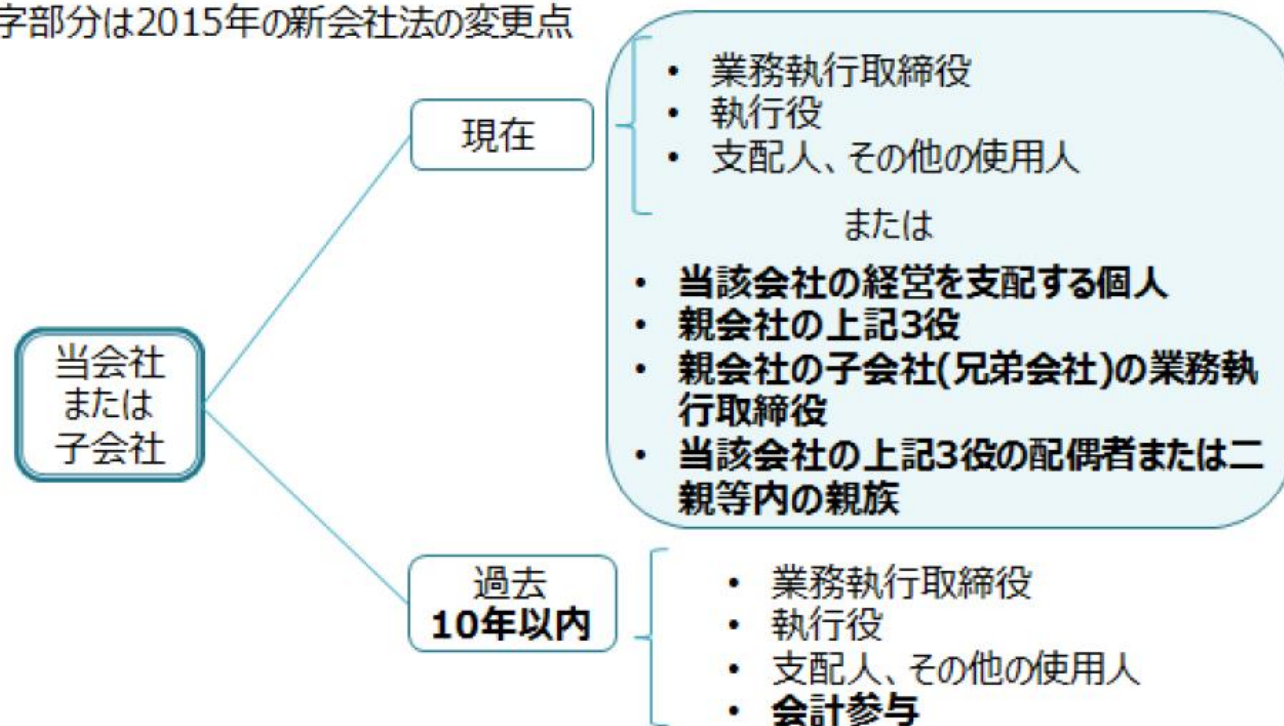 字部分は2015年の新会社法の変更点
当会社
または
子会社
現在
• 業務執行取締役
• 執行役
• 支配人、その他の使用人
または
• 当該会社の経営を支配する個人
• 親会社の上記3役
• 親会社の子会社(兄弟会社)の業務執
行取締役
• 当該会社の上記3役の配偶者または二
親等内の親族
過去
10年以内
• 業務執行取締役
• 執行役
• 支配人、その他の使用人
• 会計参与